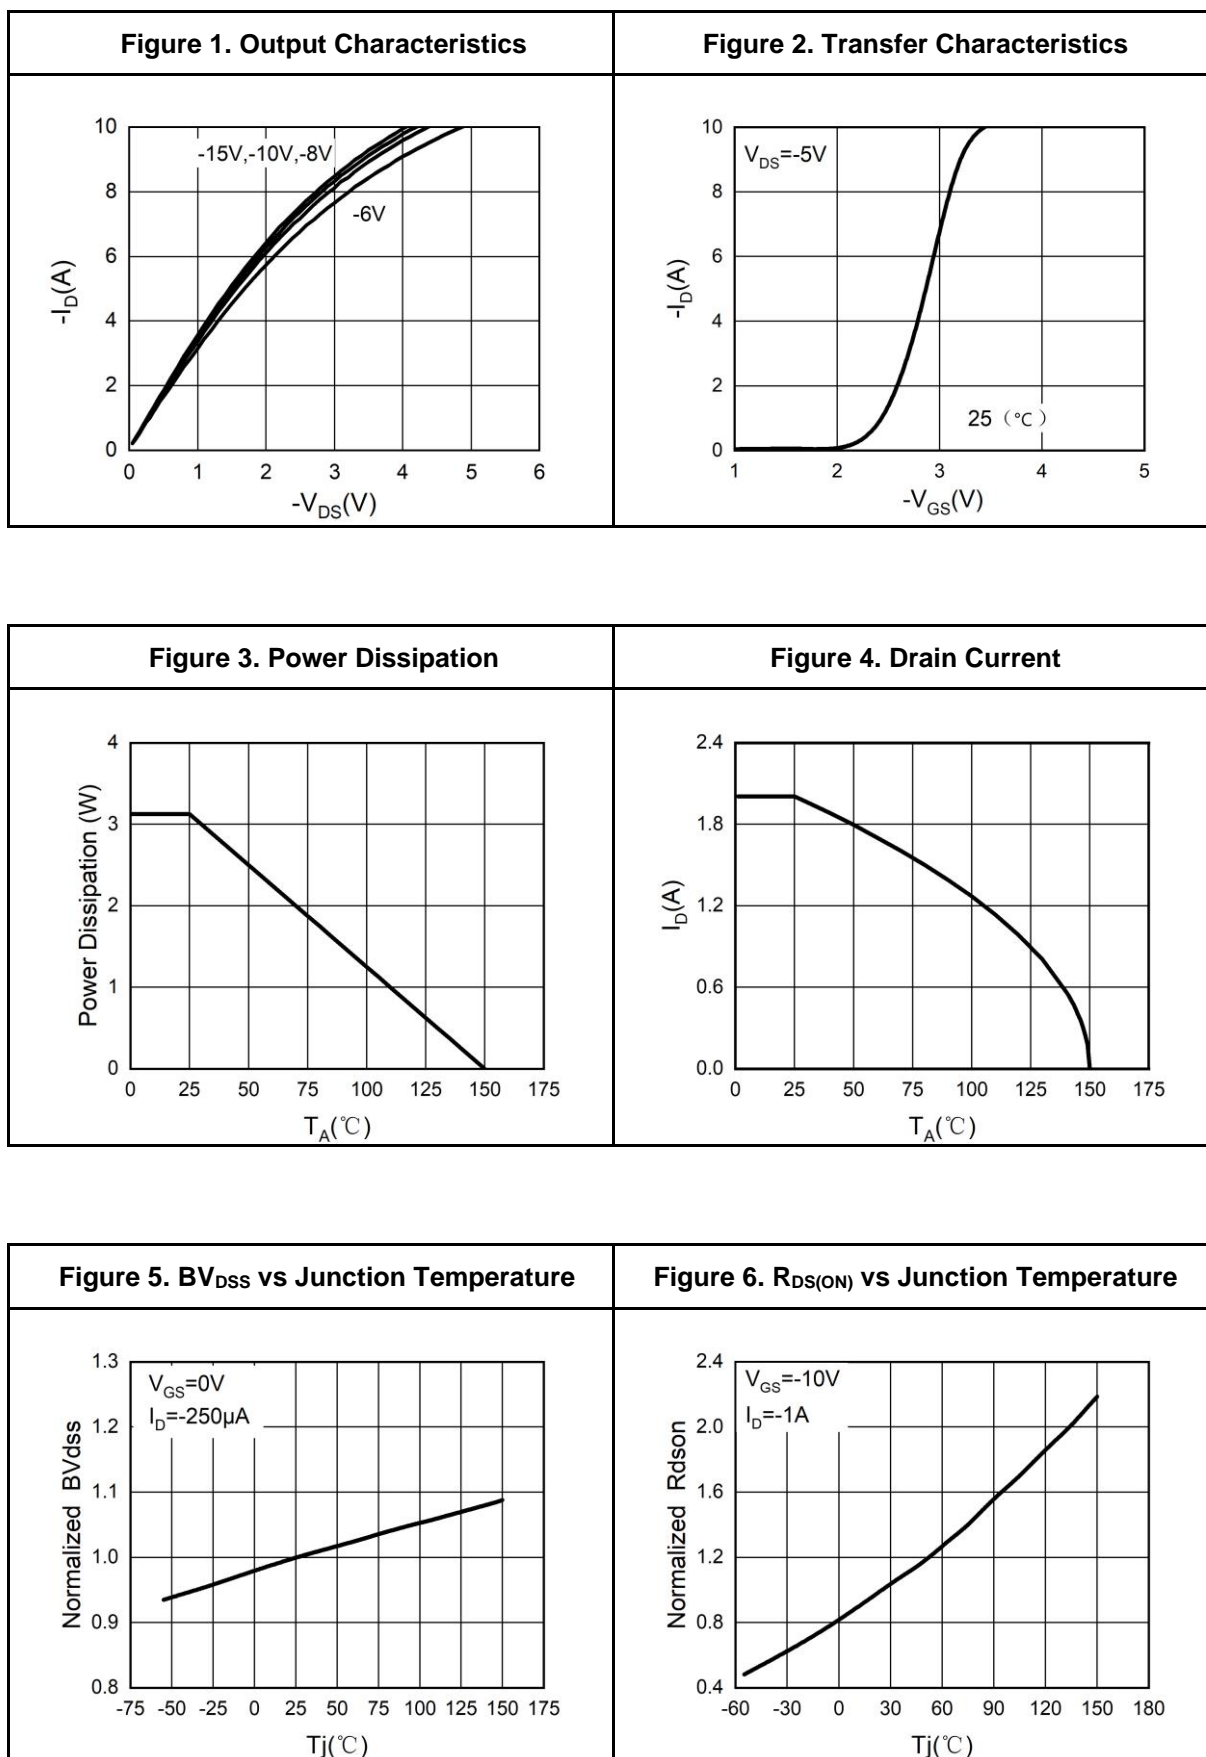 Figure 1. Output Characteristics
Figure 2. Transfer Characteristics
10
8
6
4
2
0
-I_D(A)
-15V,-10V,-8V
-6V
0 1 2 3 4 5 6
-V_DS(V)
10
8
6
4
2
0
-I_D(A)
V_DS=-5V
25（℃）
1 2 3 4 5
-V_GS(V)
Figure 3. Power Dissipation
Figure 4. Drain Current
4
3
2
1
0
Power Dissipation (W)
0 25 50 75 100 125 150 175
T_A(℃)
2.4
1.8
1.2
0.6
0.0
I_D(A)
0 25 50 75 100 125 150 175
T_A(℃)
Figure 5. BV_DSS vs Junction Temperature
Figure 6. R_DS(ON) vs Junction Temperature
1.3
1.2
1.1
1.0
0.9
0.8
Normalized BVdss
V_GS=0V
I_D=-250µA
-75 -50 -25 0 25 50 75 100 125 150 175
Tj(℃)
2.4
2.0
1.6
1.2
0.8
0.4
Normalized Rdson
V_GS=-10V
I_D=-1A
-60 -30 0 30 60 90 120 150 180
Tj(℃)